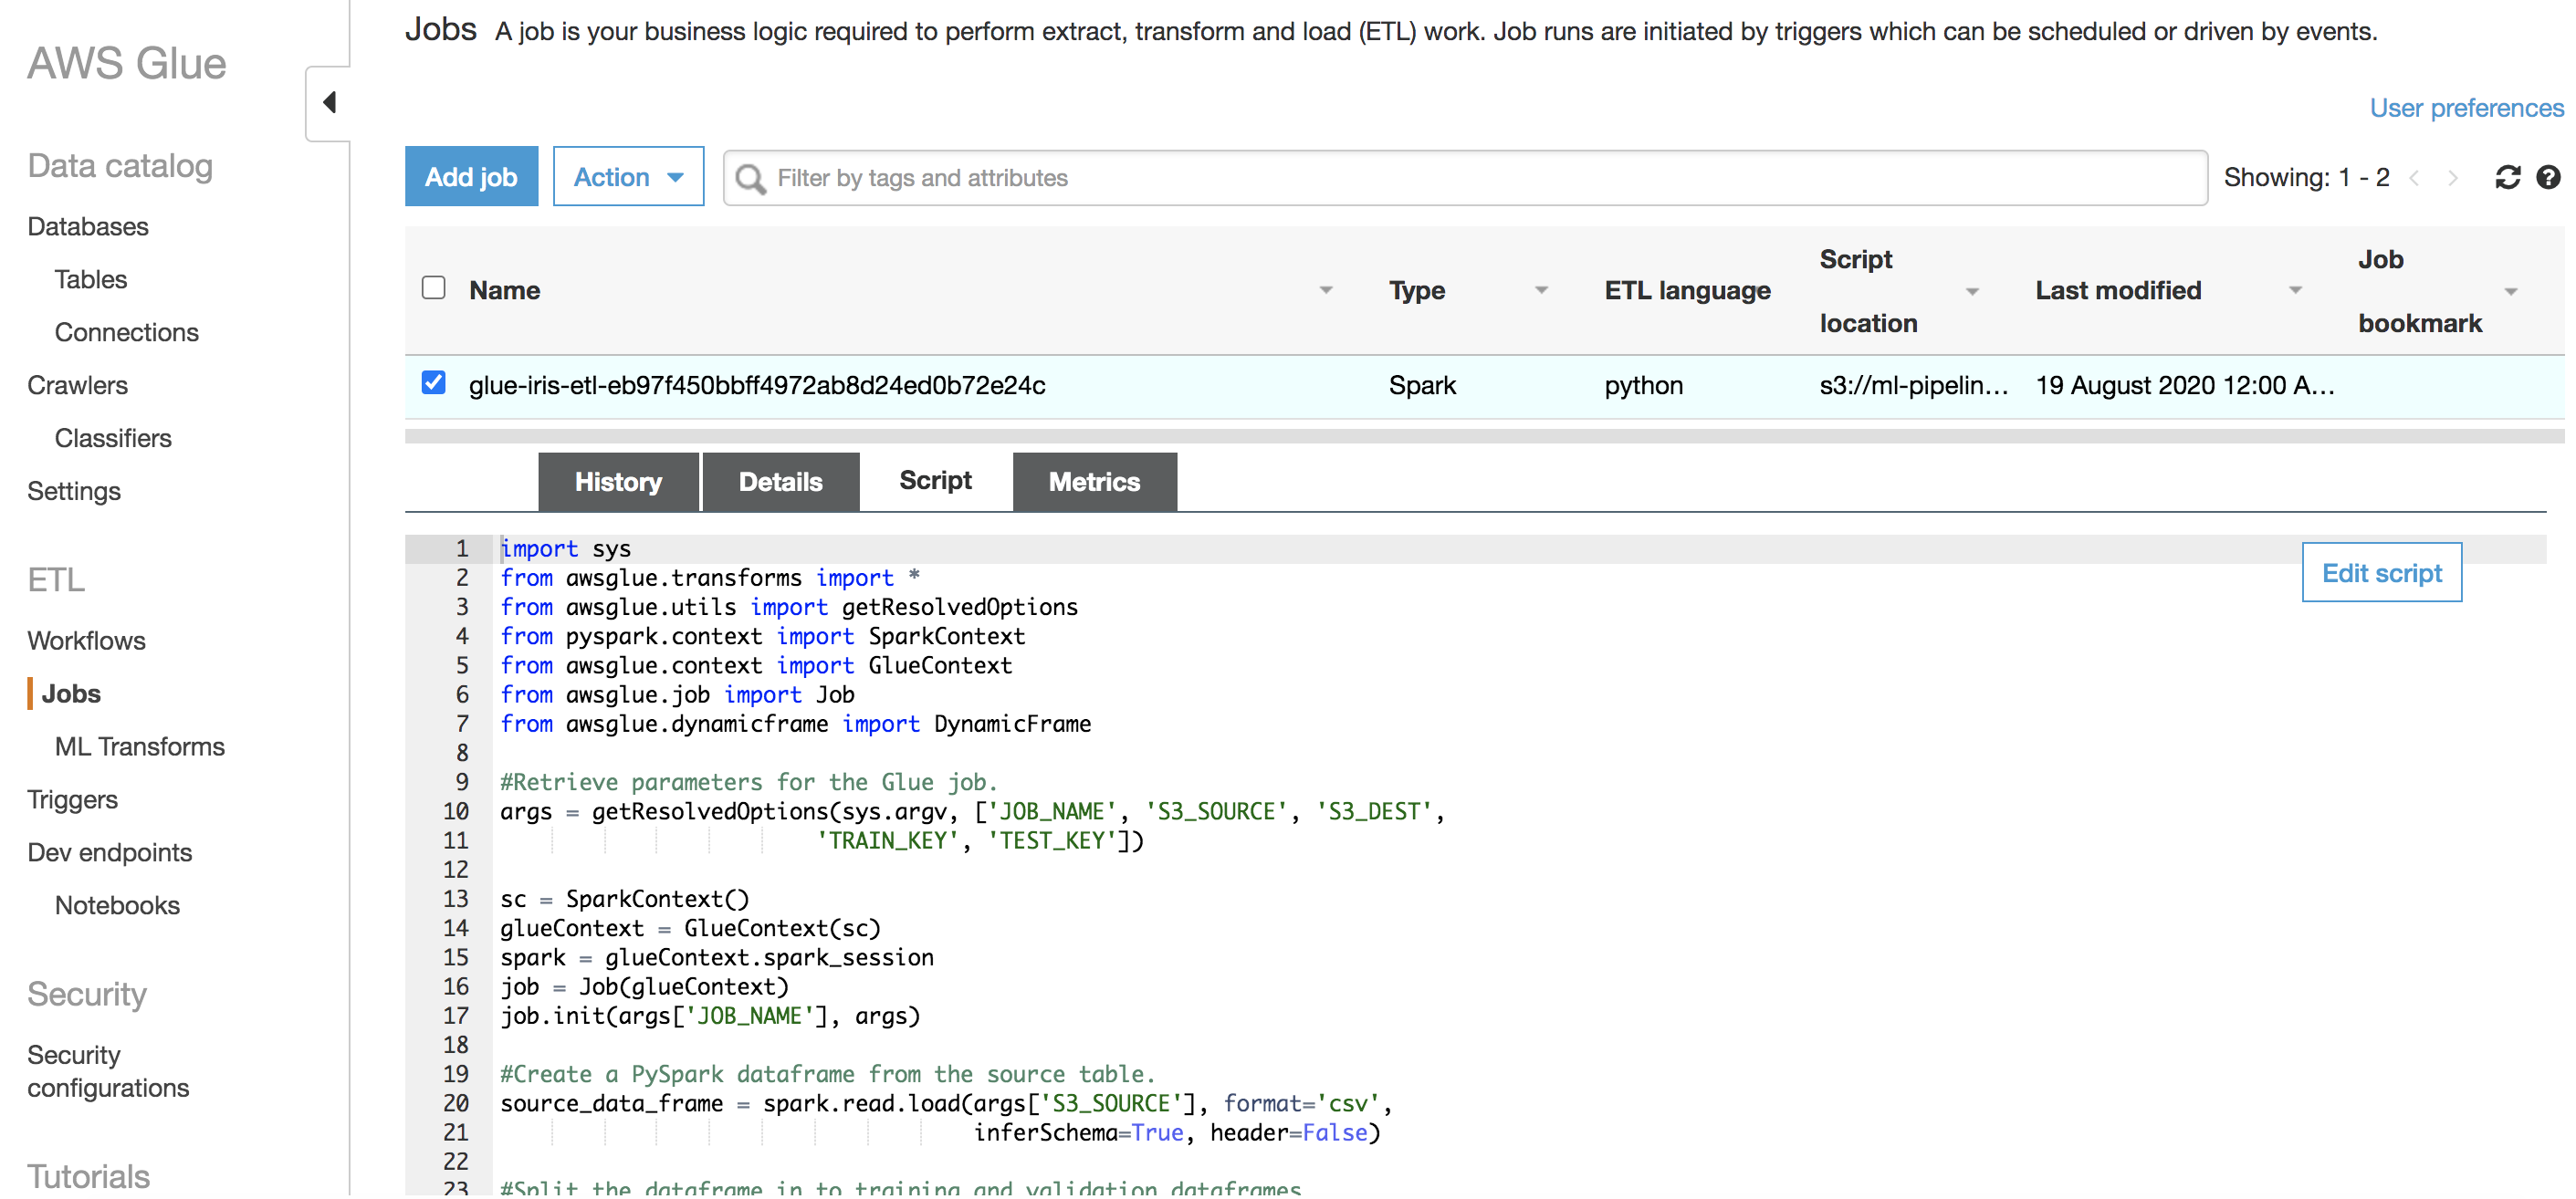 AWS Glue
Data catalog
Databases
Tables
Connections
Crawlers
Classifiers
Settings
ETL
Workflows
Jobs
ML Transforms
Triggers
Dev endpoints
Notebooks
Security
Security
configurations
Tutorials
Jobs A job is your business logic required to perform extract, transform and load (ETL) work. Job runs are initiated by triggers which can be scheduled or driven by events.
User preferences
Add job Action Filter by tags and attributes Showing: 1 - 2
Name Type ETL language Script location Last modified Job bookmark
glue-iris-etl-eb97f450bbff4972ab8d24ed0b72e24c Spark python s3://ml-pipelin... 19 August 2020 12:00 A...
History Details Script Metrics
Edit script
1 import sys
2 from awsglue.transforms import *
3 from awsglue.utils import getResolvedOptions
4 from pyspark.context import SparkContext
5 from awsglue.context import GlueContext
6 from awsglue.job import Job
7 from awsglue.dynamicframe import DynamicFrame
8
9 #Retrieve parameters for the Glue job.
10 args = getResolvedOptions(sys.argv, ['JOB_NAME', 'S3_SOURCE', 'S3_DEST',
11 'TRAIN_KEY', 'TEST_KEY'])
12
13 sc = SparkContext()
14 glueContext = GlueContext(sc)
15 spark = glueContext.spark_session
16 job = Job(glueContext)
17 job.init(args['JOB_NAME'], args)
18
19 #Create a PySpark dataframe from the source table.
20 source_data_frame = spark.read.load(args['S3_SOURCE'], format='csv',
21 inferSchema=True, header=False)
22
23 #Split the dataframe in to training and validation dataframes